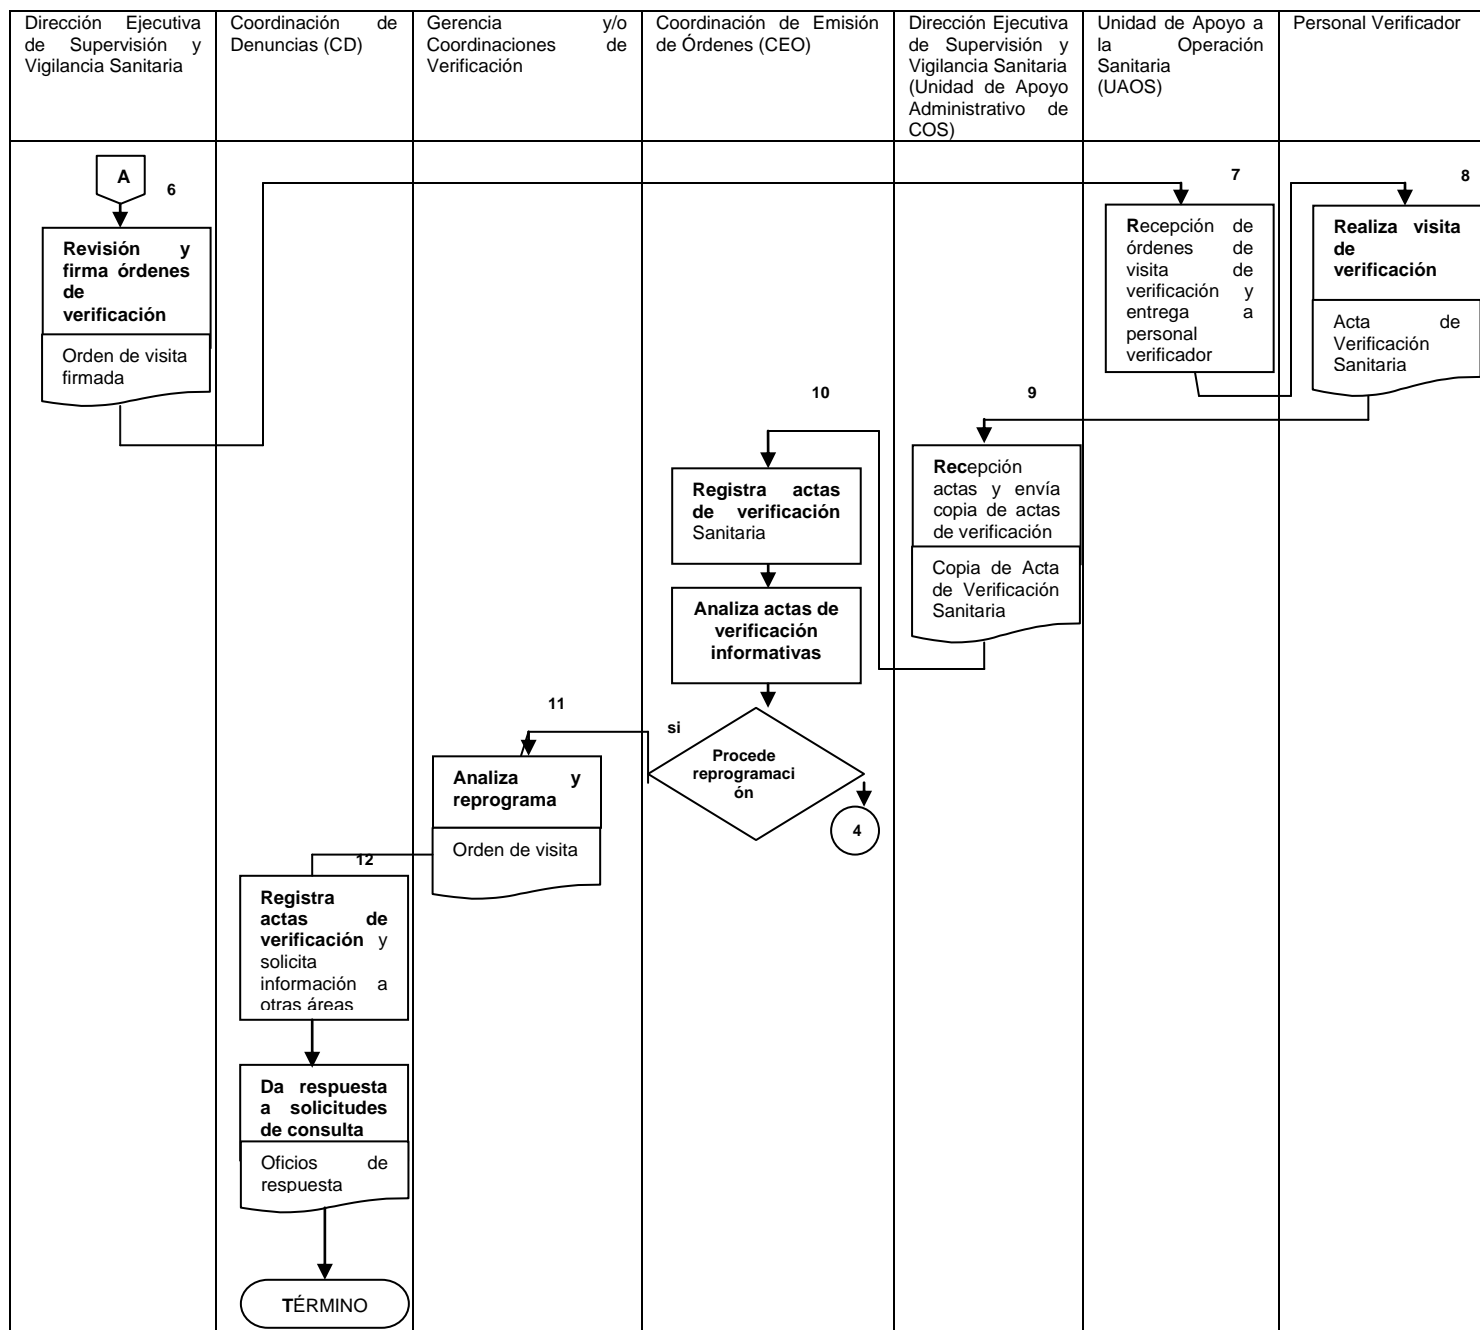 Dirección Ejecutiva
de Supervisión y
Vigilancia Sanitaria
Coordinación de
Denuncias (CD)
Gerencia y/o
Coordinaciones de
Verificación
Coordinación de Emisión
de Órdenes (CEO)
Dirección Ejecutiva
de Supervisión y
Vigilancia Sanitaria
(Unidad de Apoyo
Administrativo de
COS)
Unidad de Apoyo a
la Operación
Sanitaria
(UAOS)
Personal Verificador
A
6
Revisión y
firma órdenes
de
verificación
Orden de visita
firmada
7
Recepción de
órdenes de
visita de
verificación y
entrega a
personal
verificador
8
Realiza visita
de
verificación
Acta de
Verificación
Sanitaria
9
Recepción
actas y envía
copia de actas
de verificación
Copia de Acta
de Verificación
Sanitaria
10
Registra actas
de verificación
Sanitaria
Analiza actas de
verificación
informativas
si
Procede
reprogramaci
ón
4
11
Analiza y
reprograma
Orden de visita
12
Registra
actas de
verificación y
solicita
información a
otras áreas
Da respuesta
a solicitudes
de consulta
Oficios de
respuesta
TÉRMINO